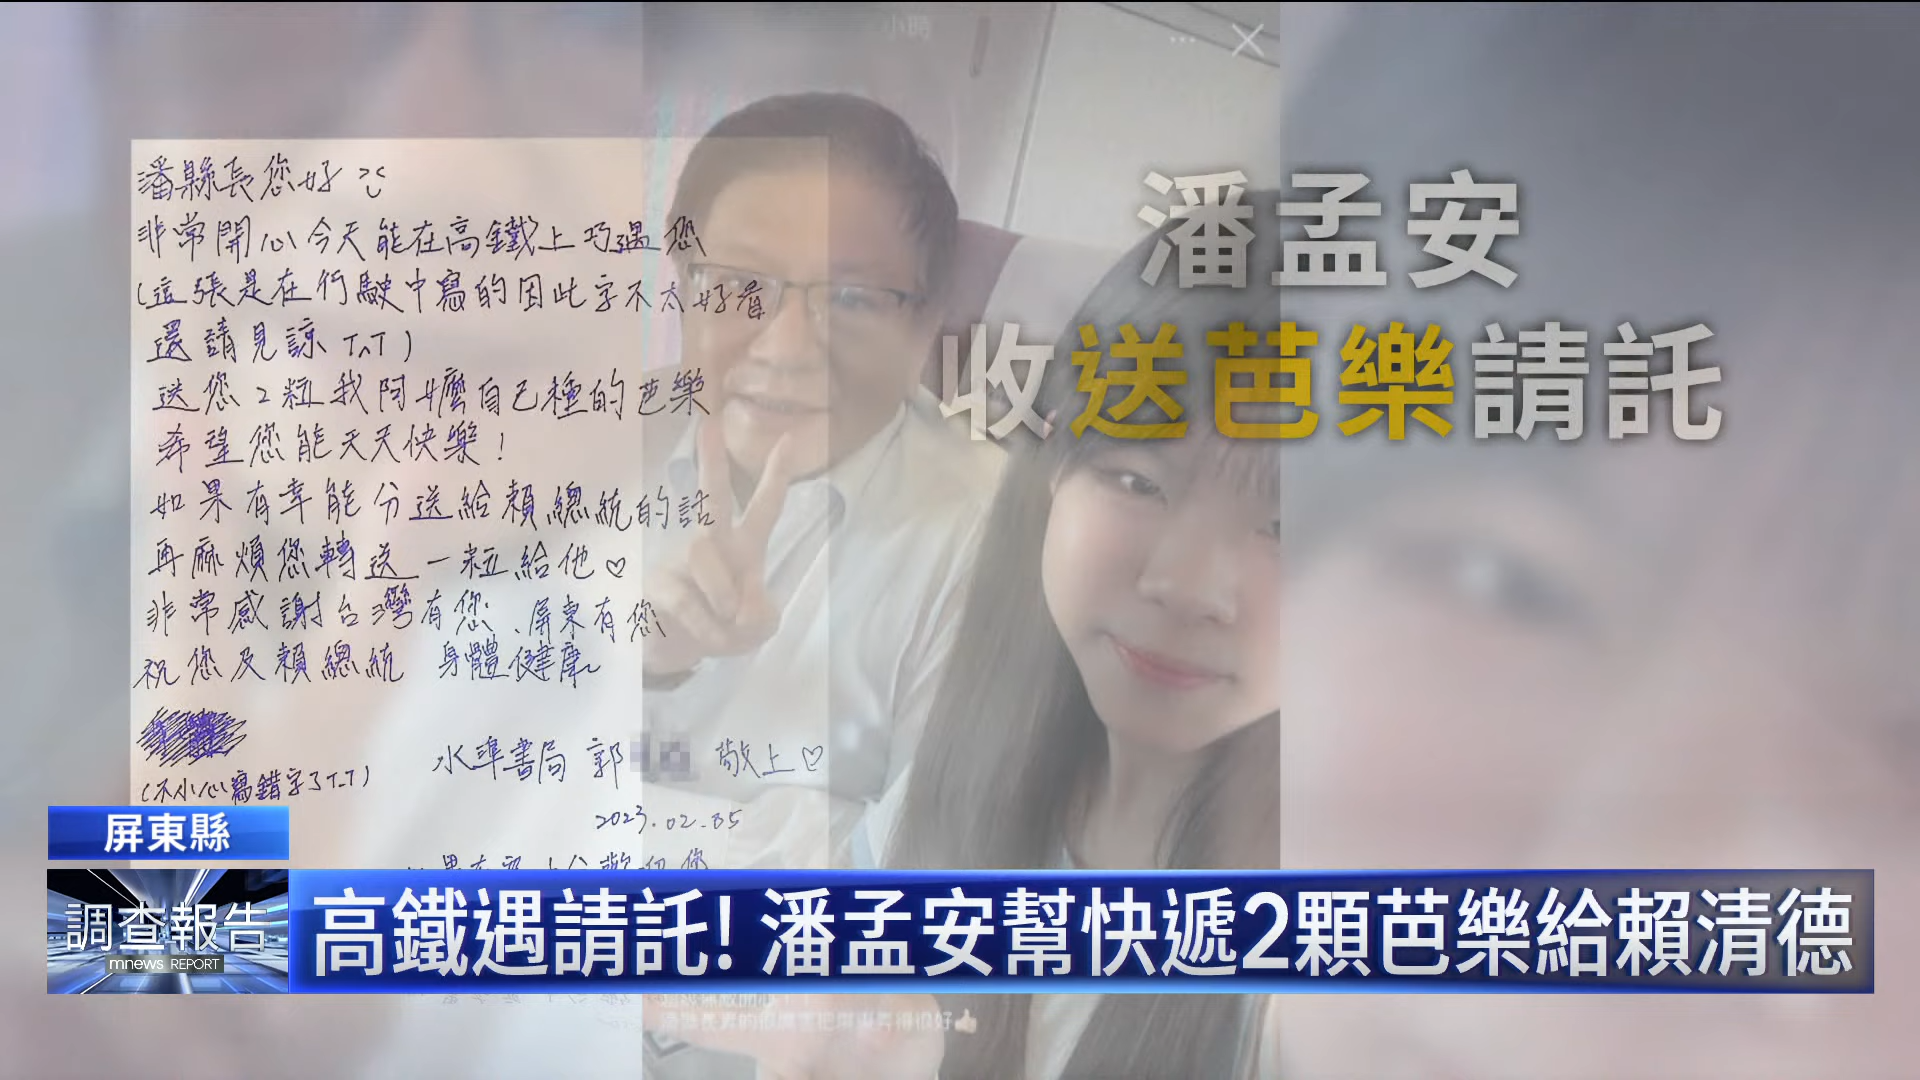 潘縣長您好
非常開心今天能在高鐵上巧遇您
(這張是在行駛中寫的因此字不太好看
還請見諒 T^T)
送您2粒我阿嬤自己種的芭樂
希望您能天天快樂!
如果有幸能分送給賴總統的話
再麻煩您轉送一粒給他♡
非常感謝台灣有您、屏東有您
祝您及賴總統 身體健康
(不小心寫錯字了T-T)
水準書局 郭 敬上♡
2023.02.
小時
潘孟安
收送芭樂請託
屏東縣
調查報告
mnews REPORT
高鐵遇請託!潘孟安幫快遞2顆芭樂給賴清德